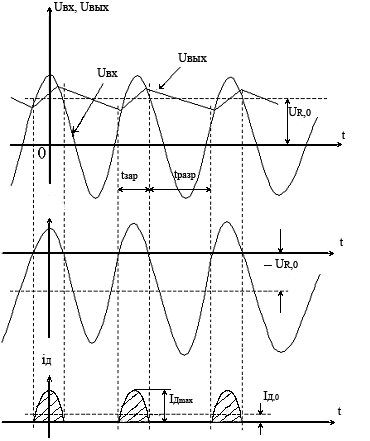 Uвх, Uвых
Uвых
Uвх
UR,0
t
0
tзар
tразр
t
— UR,0
iд
IДmax
IД,0
t